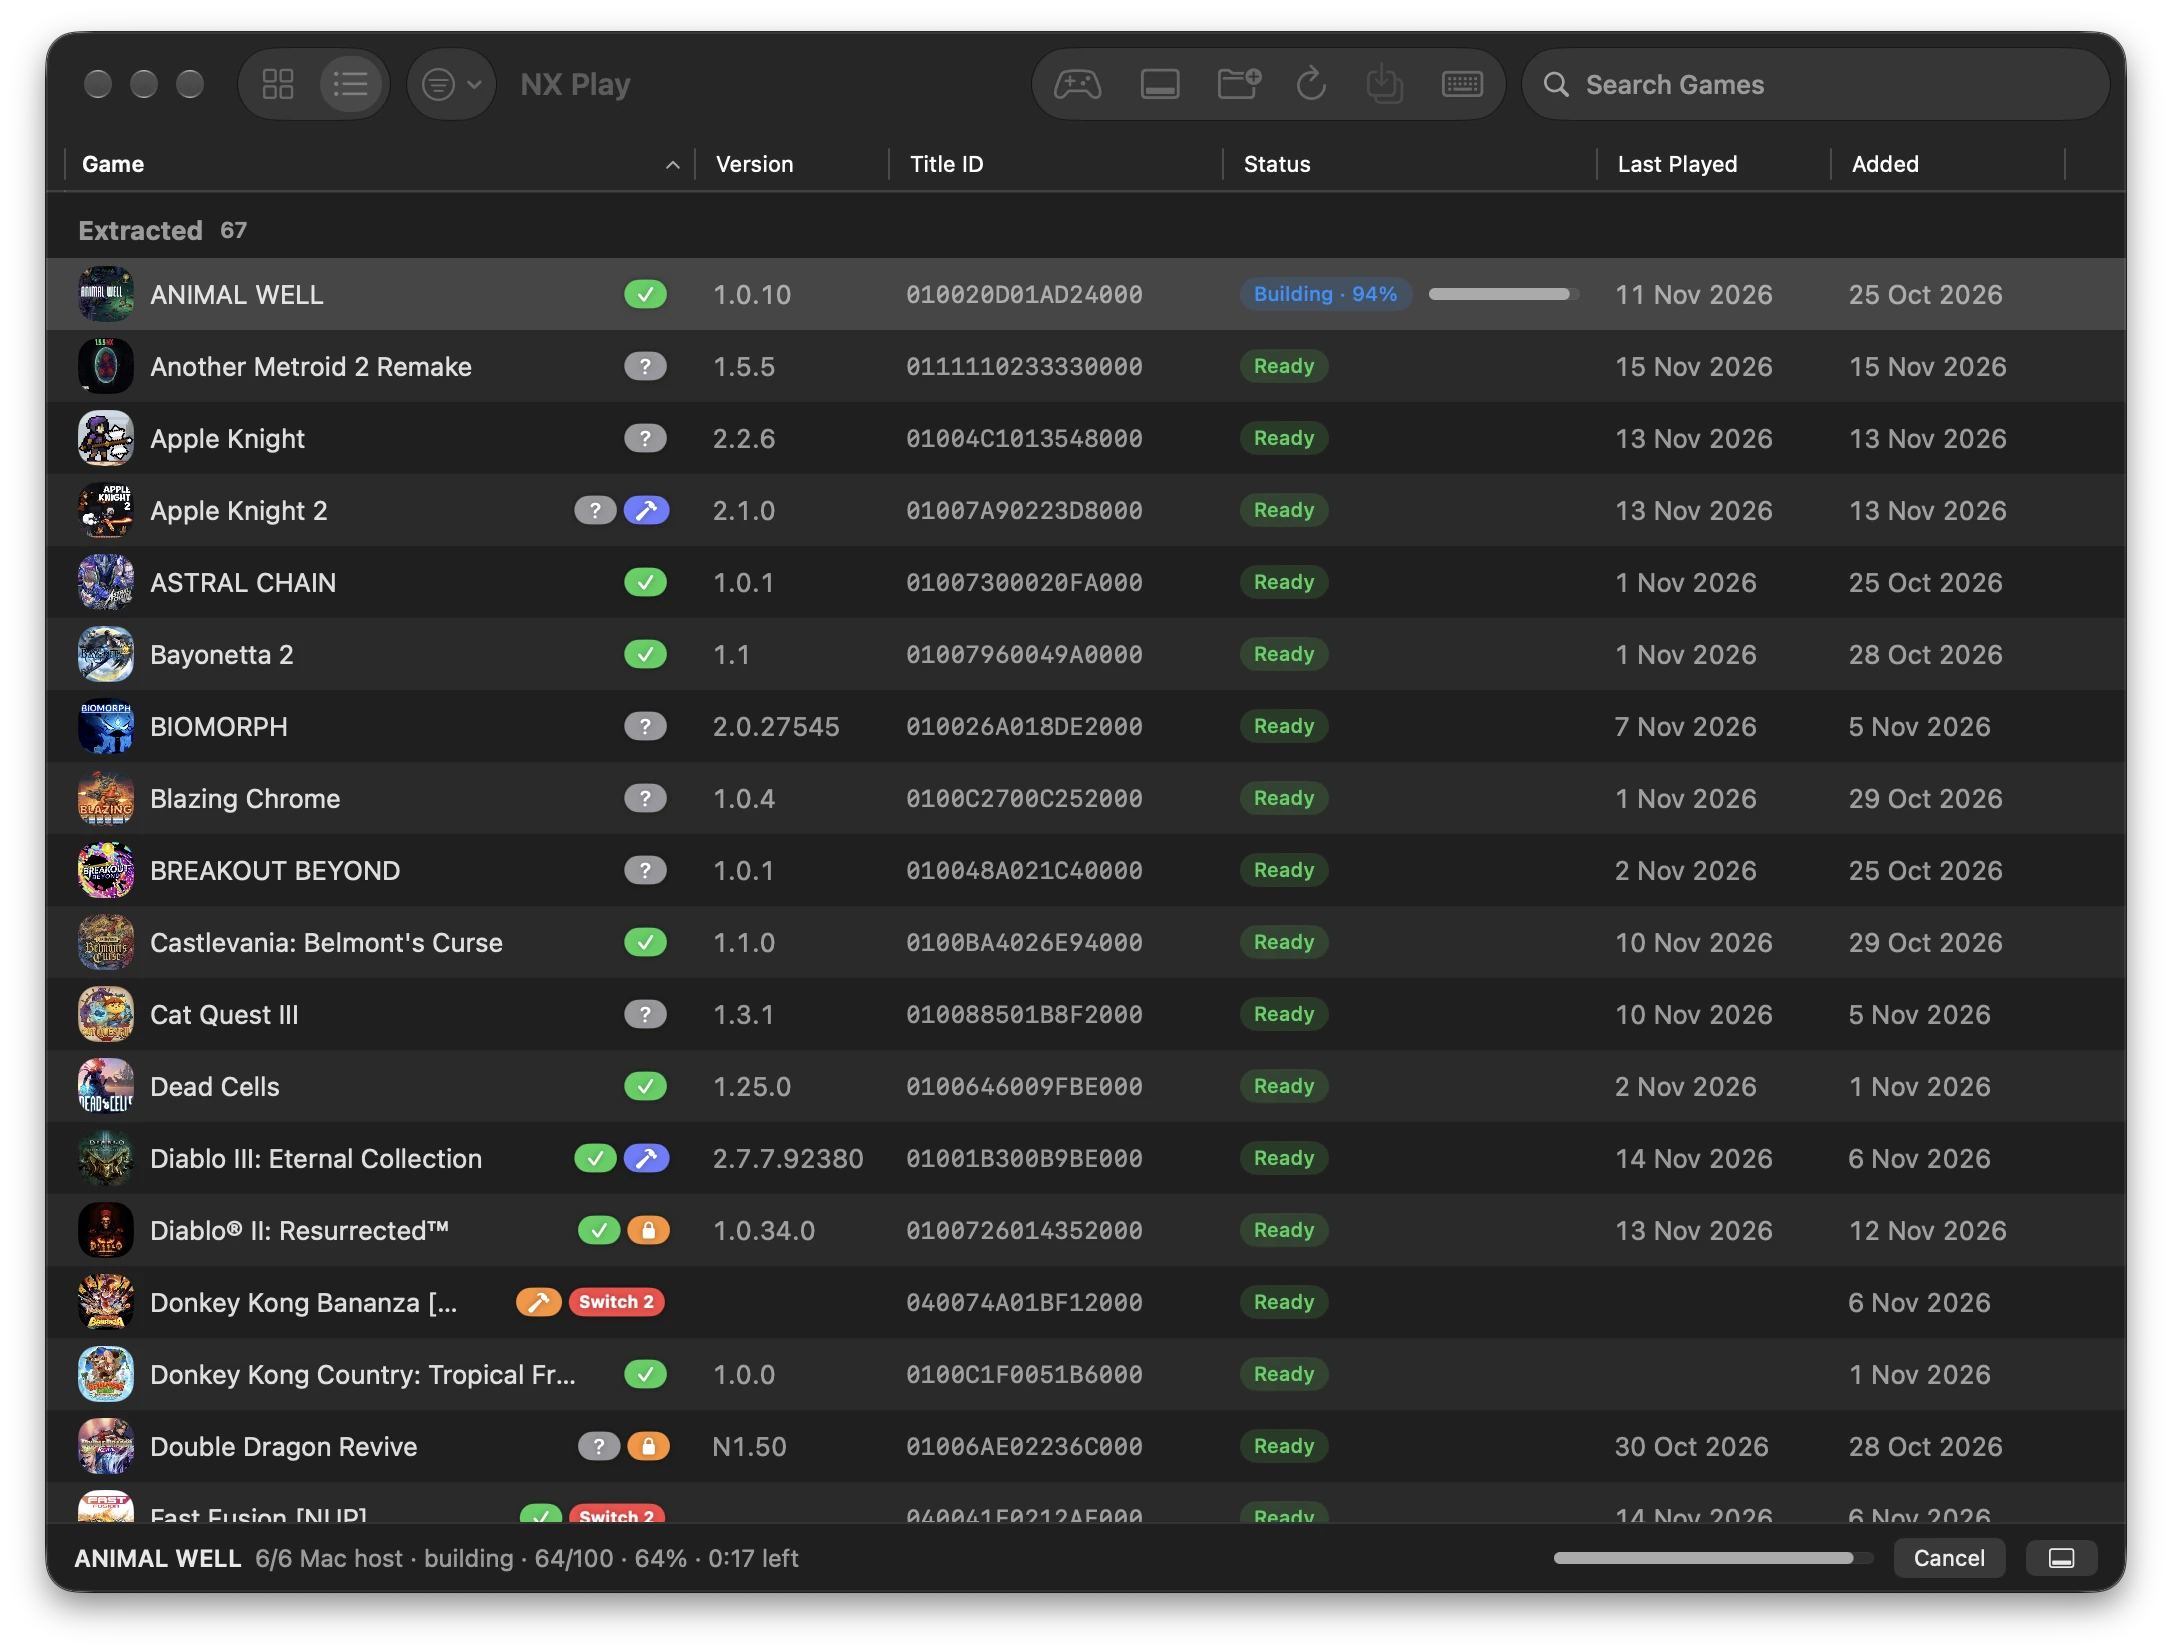 NX Play
Search Games
Game Version Title ID Status Last Played Added
Extracted 67
ANIMAL WELL 1.0.10 010020D01AD24000 Building · 94% 11 Nov 2026 25 Oct 2026
Another Metroid 2 Remake ? 1.5.5 0111110233330000 Ready 15 Nov 2026 15 Nov 2026
Apple Knight ? 2.2.6 01004C1013548000 Ready 13 Nov 2026 13 Nov 2026
Apple Knight 2 ? 2.1.0 01007A90223D8000 Ready 13 Nov 2026 13 Nov 2026
ASTRAL CHAIN 1.0.1 01007300020FA000 Ready 1 Nov 2026 25 Oct 2026
Bayonetta 2 1.1 01007960049A0000 Ready 1 Nov 2026 28 Oct 2026
BIOMORPH ? 2.0.27545 010026A018DE2000 Ready 7 Nov 2026 5 Nov 2026
Blazing Chrome ? 1.0.4 0100C2700C252000 Ready 1 Nov 2026 29 Oct 2026
BREAKOUT BEYOND ? 1.0.1 010048A021C40000 Ready 2 Nov 2026 25 Oct 2026
Castlevania: Belmont's Curse 1.1.0 0100BA4026E94000 Ready 10 Nov 2026 29 Oct 2026
Cat Quest III ? 1.3.1 010088501B8F2000 Ready 10 Nov 2026 5 Nov 2026
Dead Cells 1.25.0 0100646009FBE000 Ready 2 Nov 2026 1 Nov 2026
Diablo III: Eternal Collection 2.7.7.92380 01001B300B9BE000 Ready 14 Nov 2026 6 Nov 2026
Diablo® II: Resurrected™ 1.0.34.0 0100726014352000 Ready 13 Nov 2026 12 Nov 2026
Donkey Kong Bananza [... Switch 2 040074A01BF12000 Ready 6 Nov 2026
Donkey Kong Country: Tropical Fr... 1.0.0 0100C1F0051B6000 Ready 1 Nov 2026
Double Dragon Revive ? N1.50 01006AE02236C000 Ready 30 Oct 2026 28 Oct 2026
Fast Fusion [NUP] Switch 2 040041F0212AE000 Ready 14 Nov 2026 6 Nov 2026
ANIMAL WELL 6/6 Mac host · building · 64/100 · 64% · 0:17 left Cancel